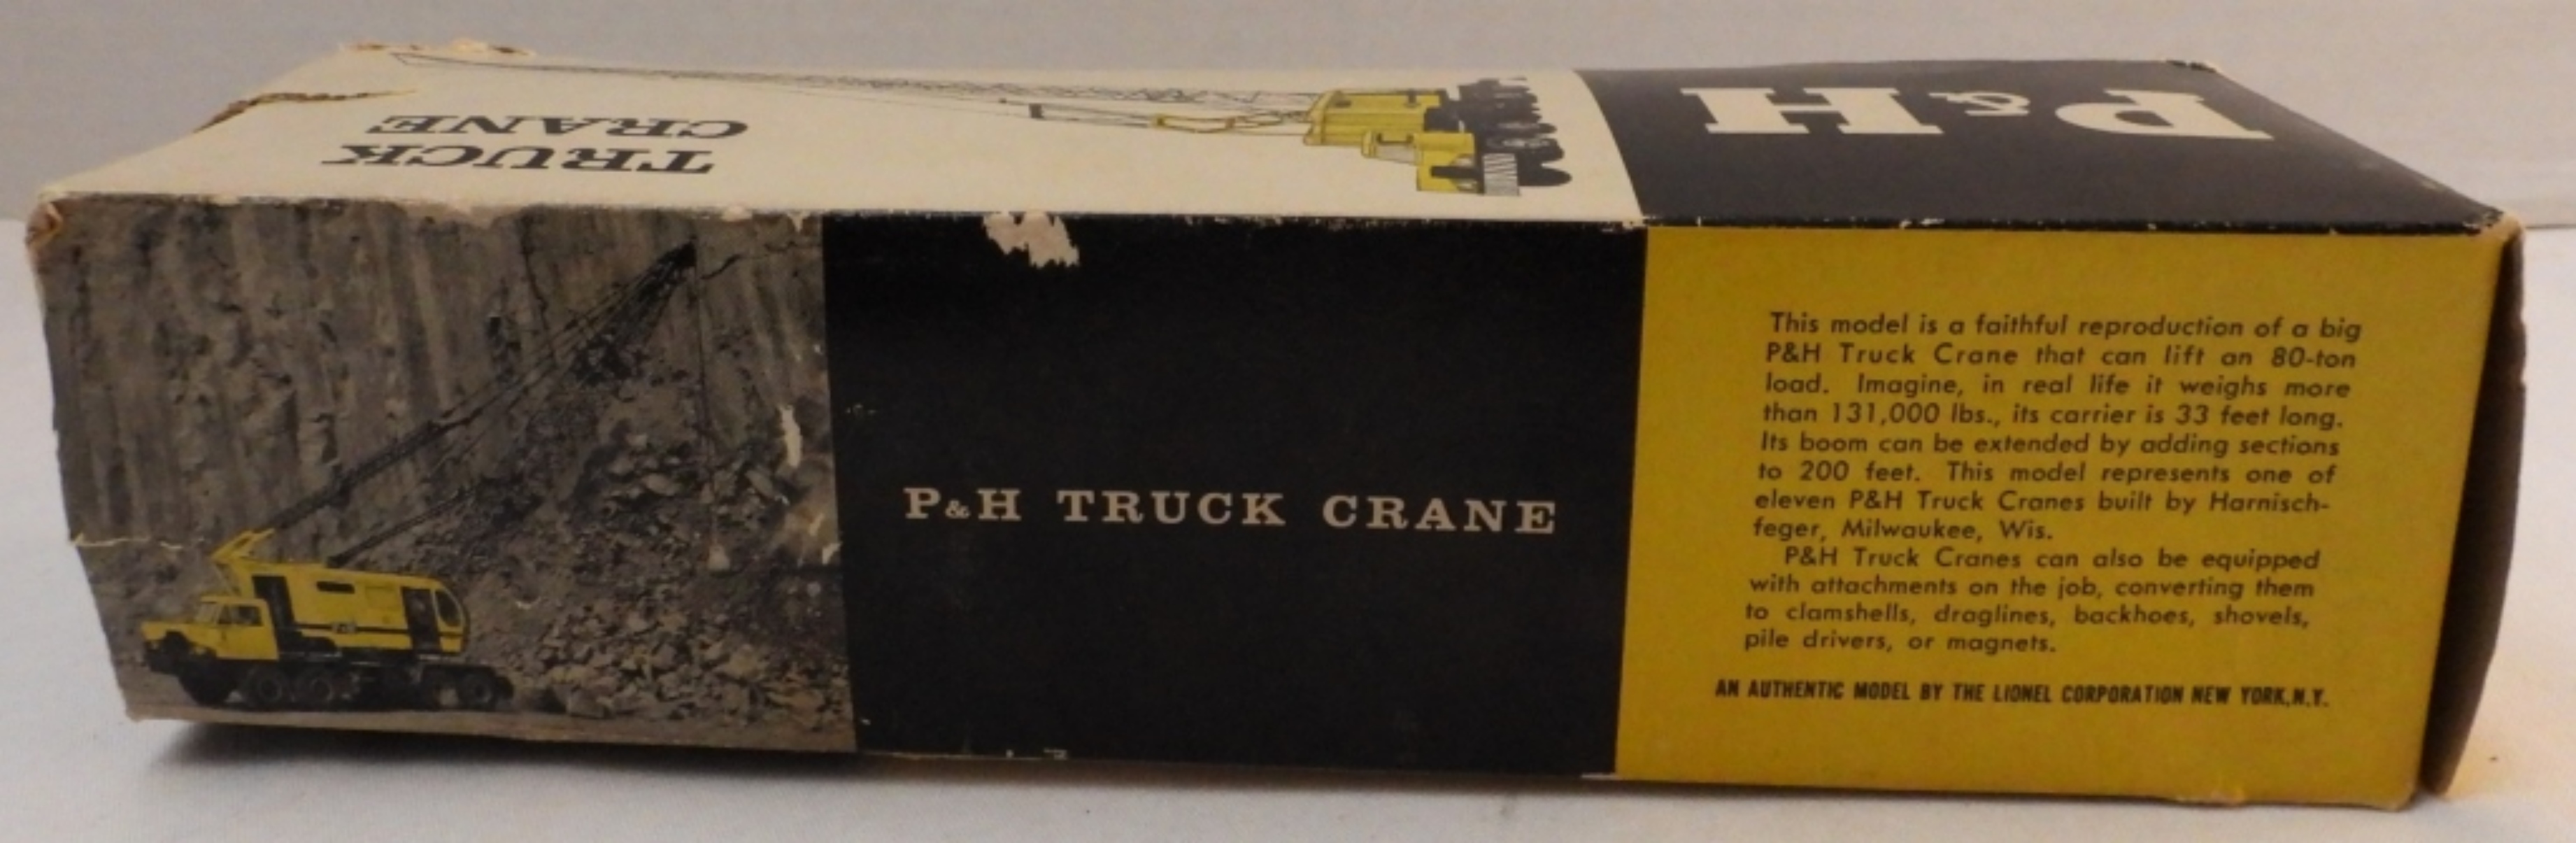 P&H
TRUCK
CRANE
P&H TRUCK CRANE
This model is a faithful reproduction of a big
P&H Truck Crane that can lift an 80-ton
load. Imagine, in real life it weighs more
than 131,000 lbs., its carrier is 33 feet long.
Its boom can be extended by adding sections
to 200 feet. This model represents one of
eleven P&H Truck Cranes built by Harnisch-
feger, Milwaukee, Wis.
P&H Truck Cranes can also be equipped
with attachments on the job, converting them
to clamshells, draglines, backhoes, shovels,
pile drivers, or magnets.
AN AUTHENTIC MODEL BY THE LIONEL CORPORATION NEW YORK, N.Y.